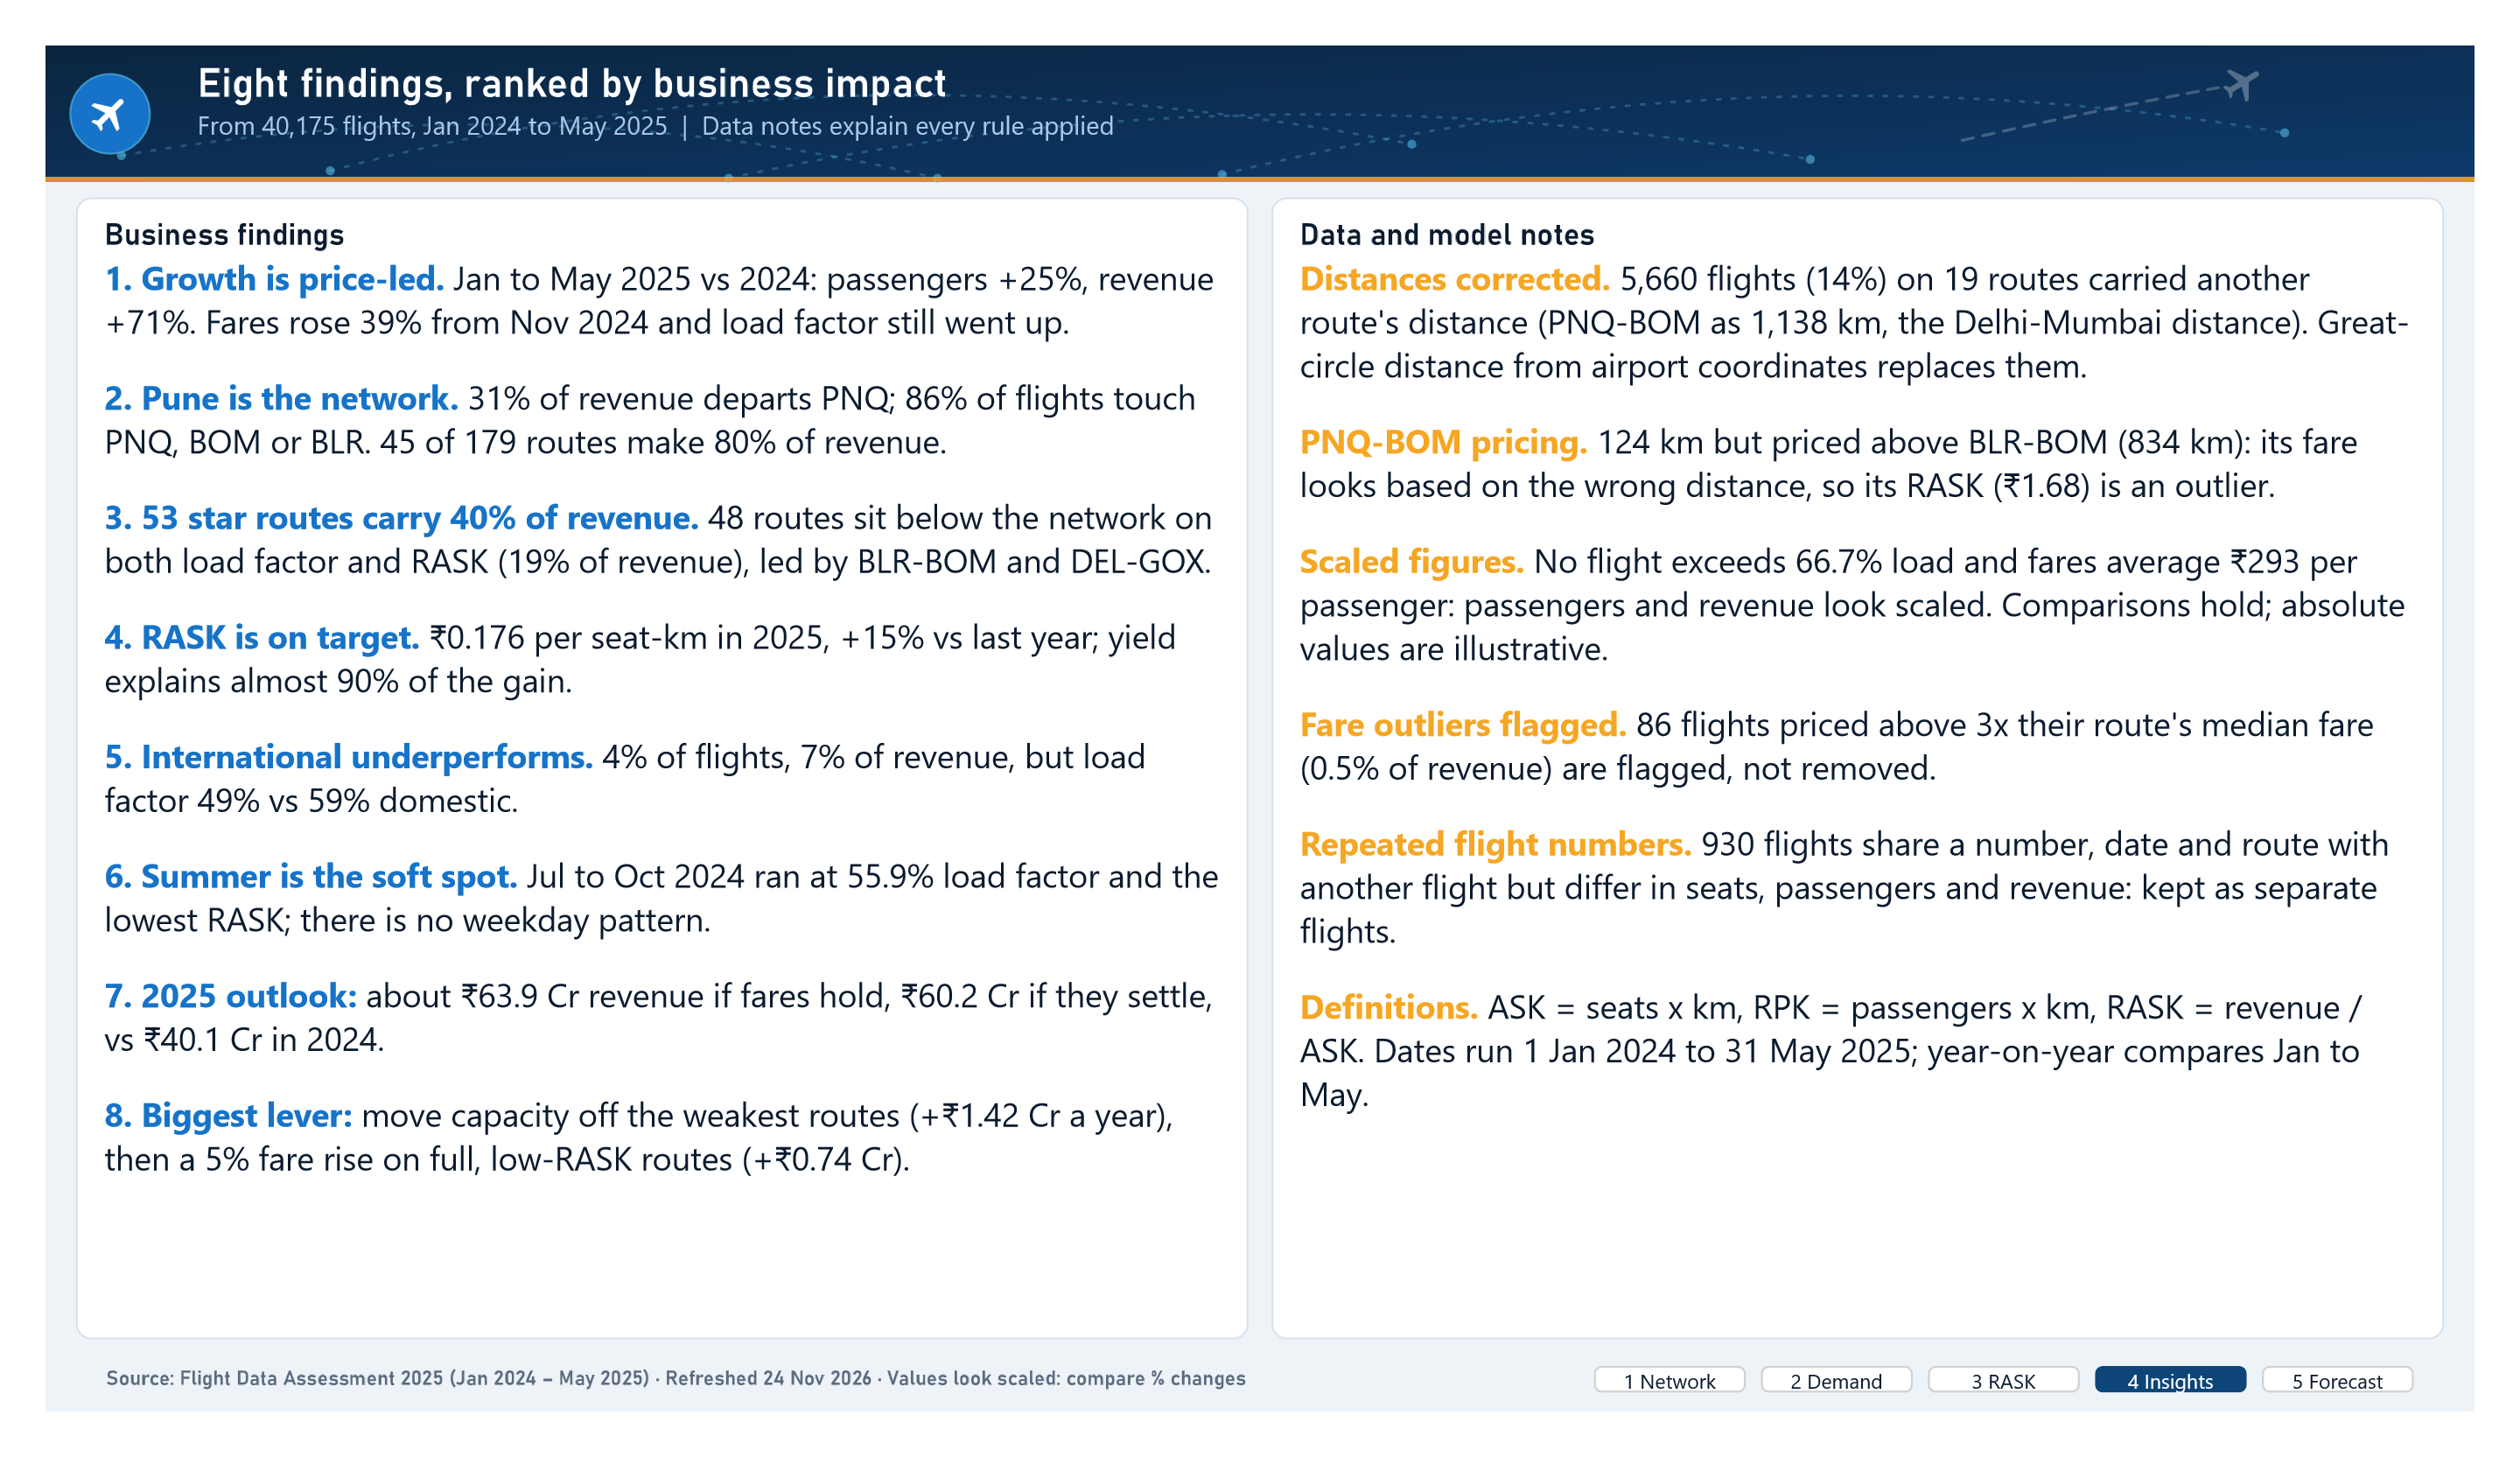 Eight findings, ranked by business impact
From 40,175 flights, Jan 2024 to May 2025 | Data notes explain every rule applied
Business findings
1. Growth is price-led. Jan to May 2025 vs 2024: passengers +25%, revenue
+71%. Fares rose 39% from Nov 2024 and load factor still went up.
2. Pune is the network. 31% of revenue departs PNQ; 86% of flights touch
PNQ, BOM or BLR. 45 of 179 routes make 80% of revenue.
3. 53 star routes carry 40% of revenue. 48 routes sit below the network on
both load factor and RASK (19% of revenue), led by BLR-BOM and DEL-GOX.
4. RASK is on target. ₹0.176 per seat-km in 2025, +15% vs last year; yield
explains almost 90% of the gain.
5. International underperforms. 4% of flights, 7% of revenue, but load
factor 49% vs 59% domestic.
6. Summer is the soft spot. Jul to Oct 2024 ran at 55.9% load factor and the
lowest RASK; there is no weekday pattern.
7. 2025 outlook: about ₹63.9 Cr revenue if fares hold, ₹60.2 Cr if they settle,
vs ₹40.1 Cr in 2024.
8. Biggest lever: move capacity off the weakest routes (+₹1.42 Cr a year),
then a 5% fare rise on full, low-RASK routes (+₹0.74 Cr).
Data and model notes
Distances corrected. 5,660 flights (14%) on 19 routes carried another
route's distance (PNQ-BOM as 1,138 km, the Delhi-Mumbai distance). Great-
circle distance from airport coordinates replaces them.
PNQ-BOM pricing. 124 km but priced above BLR-BOM (834 km): its fare
looks based on the wrong distance, so its RASK (₹1.68) is an outlier.
Scaled figures. No flight exceeds 66.7% load and fares average ₹293 per
passenger: passengers and revenue look scaled. Comparisons hold; absolute
values are illustrative.
Fare outliers flagged. 86 flights priced above 3x their route's median fare
(0.5% of revenue) are flagged, not removed.
Repeated flight numbers. 930 flights share a number, date and route with
another flight but differ in seats, passengers and revenue: kept as separate
flights.
Definitions. ASK = seats x km, RPK = passengers x km, RASK = revenue /
ASK. Dates run 1 Jan 2024 to 31 May 2025; year-on-year compares Jan to
May.
Source: Flight Data Assessment 2025 (Jan 2024 – May 2025) · Refreshed 24 Nov 2026 · Values look scaled: compare % changes
1 Network
2 Demand
3 RASK
4 Insights
5 Forecast